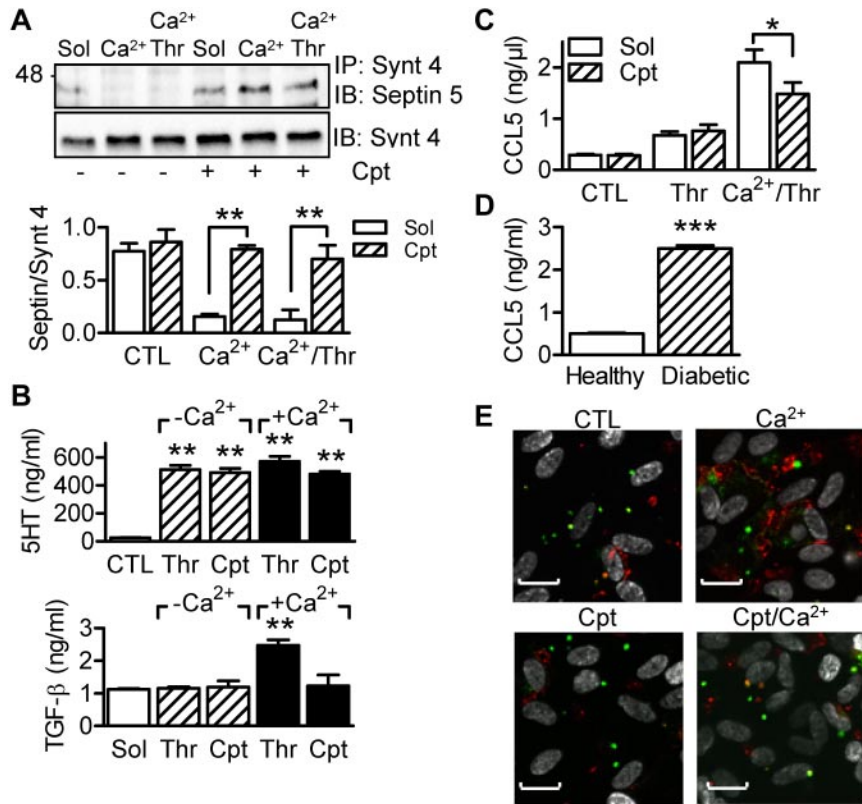 A
Ca²⁺ Ca²⁺
Sol Ca²⁺ Thr Sol Ca²⁺ Thr
48
IP: Synt 4
IB: Septin 5
IB: Synt 4
- - - + + + Cpt
Septin/Synt 4
1.0
0.5
0.0
** **
Sol
Cpt
CTL Ca²⁺ Ca²⁺/Thr
B
-Ca²⁺ +Ca²⁺
5HT (ng/ml)
600
400
200
0
** ** ** **
CTL Thr Cpt Thr Cpt
-Ca²⁺ +Ca²⁺
TGF-β (ng/ml)
3
2
1
0
**
Sol Thr Cpt Thr Cpt
C
CCL5 (ng/µl)
2
1
0
Sol
Cpt
*
CTL Thr Ca²⁺/Thr
D
CCL5 (ng/ml)
3
2
1
0
***
Healthy Diabetic
E
CTL Ca²⁺
Cpt Cpt/Ca²⁺